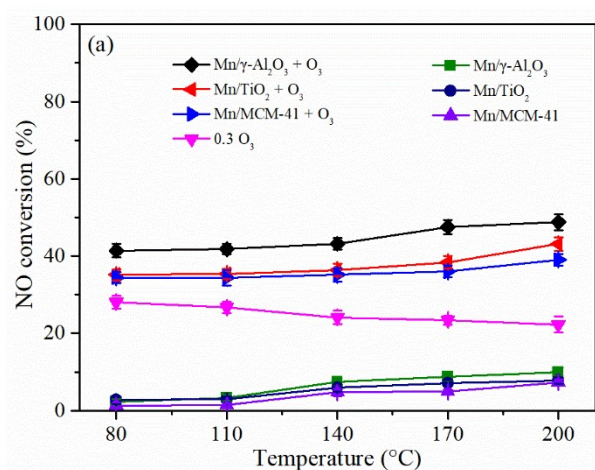 (a)
Mn/γ-Al₂O₃ + O₃
Mn/TiO₂ + O₃
Mn/MCM-41 + O₃
0.3 O₃
Mn/γ-Al₂O₃
Mn/TiO₂
Mn/MCM-41
NO conversion (%)
100
80
60
40
20
0
80 110 140 170 200
Temperature (°C)